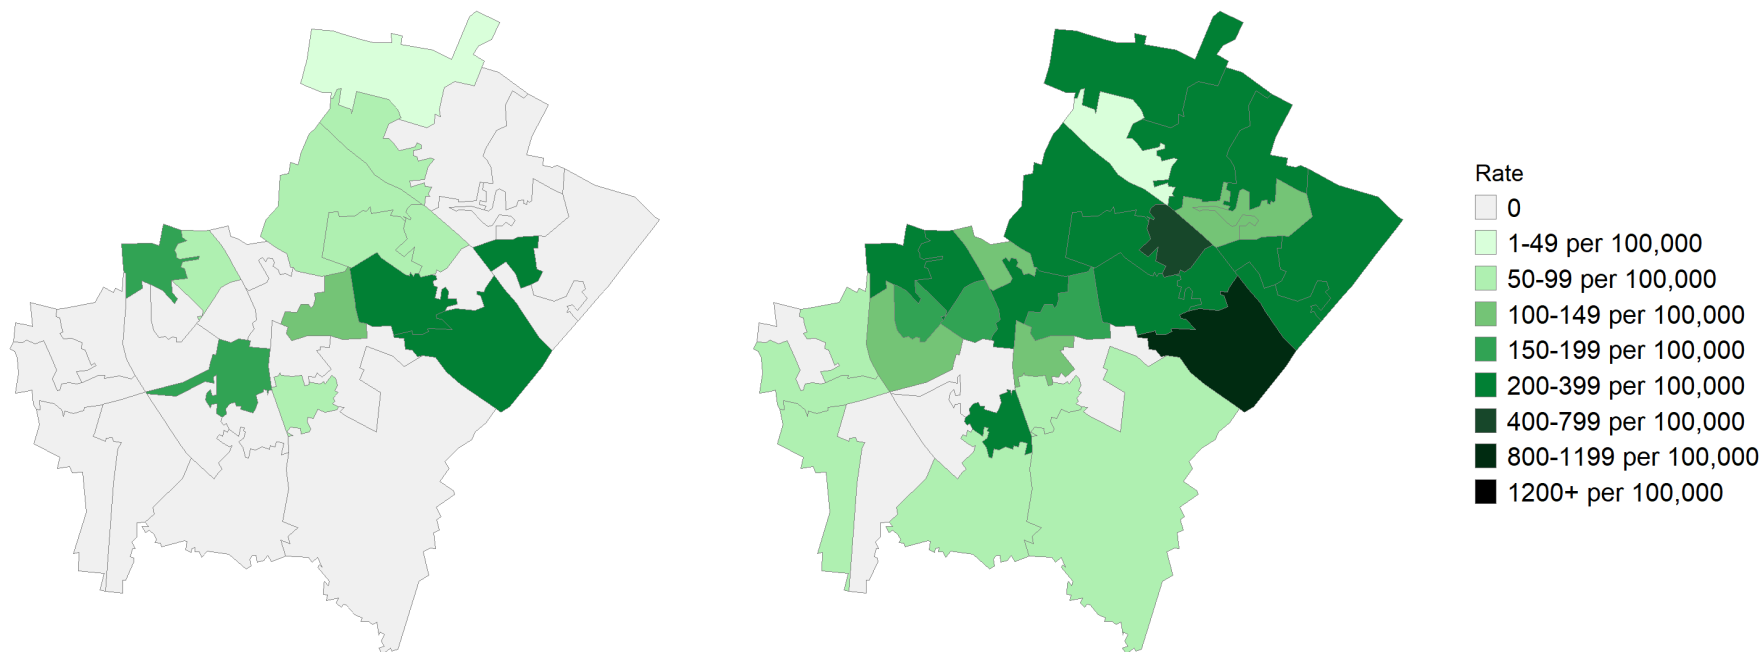 Rate
0
1-49 per 100,000
50-99 per 100,000
100-149 per 100,000
150-199 per 100,000
200-399 per 100,000
400-799 per 100,000
800-1199 per 100,000
1200+ per 100,000